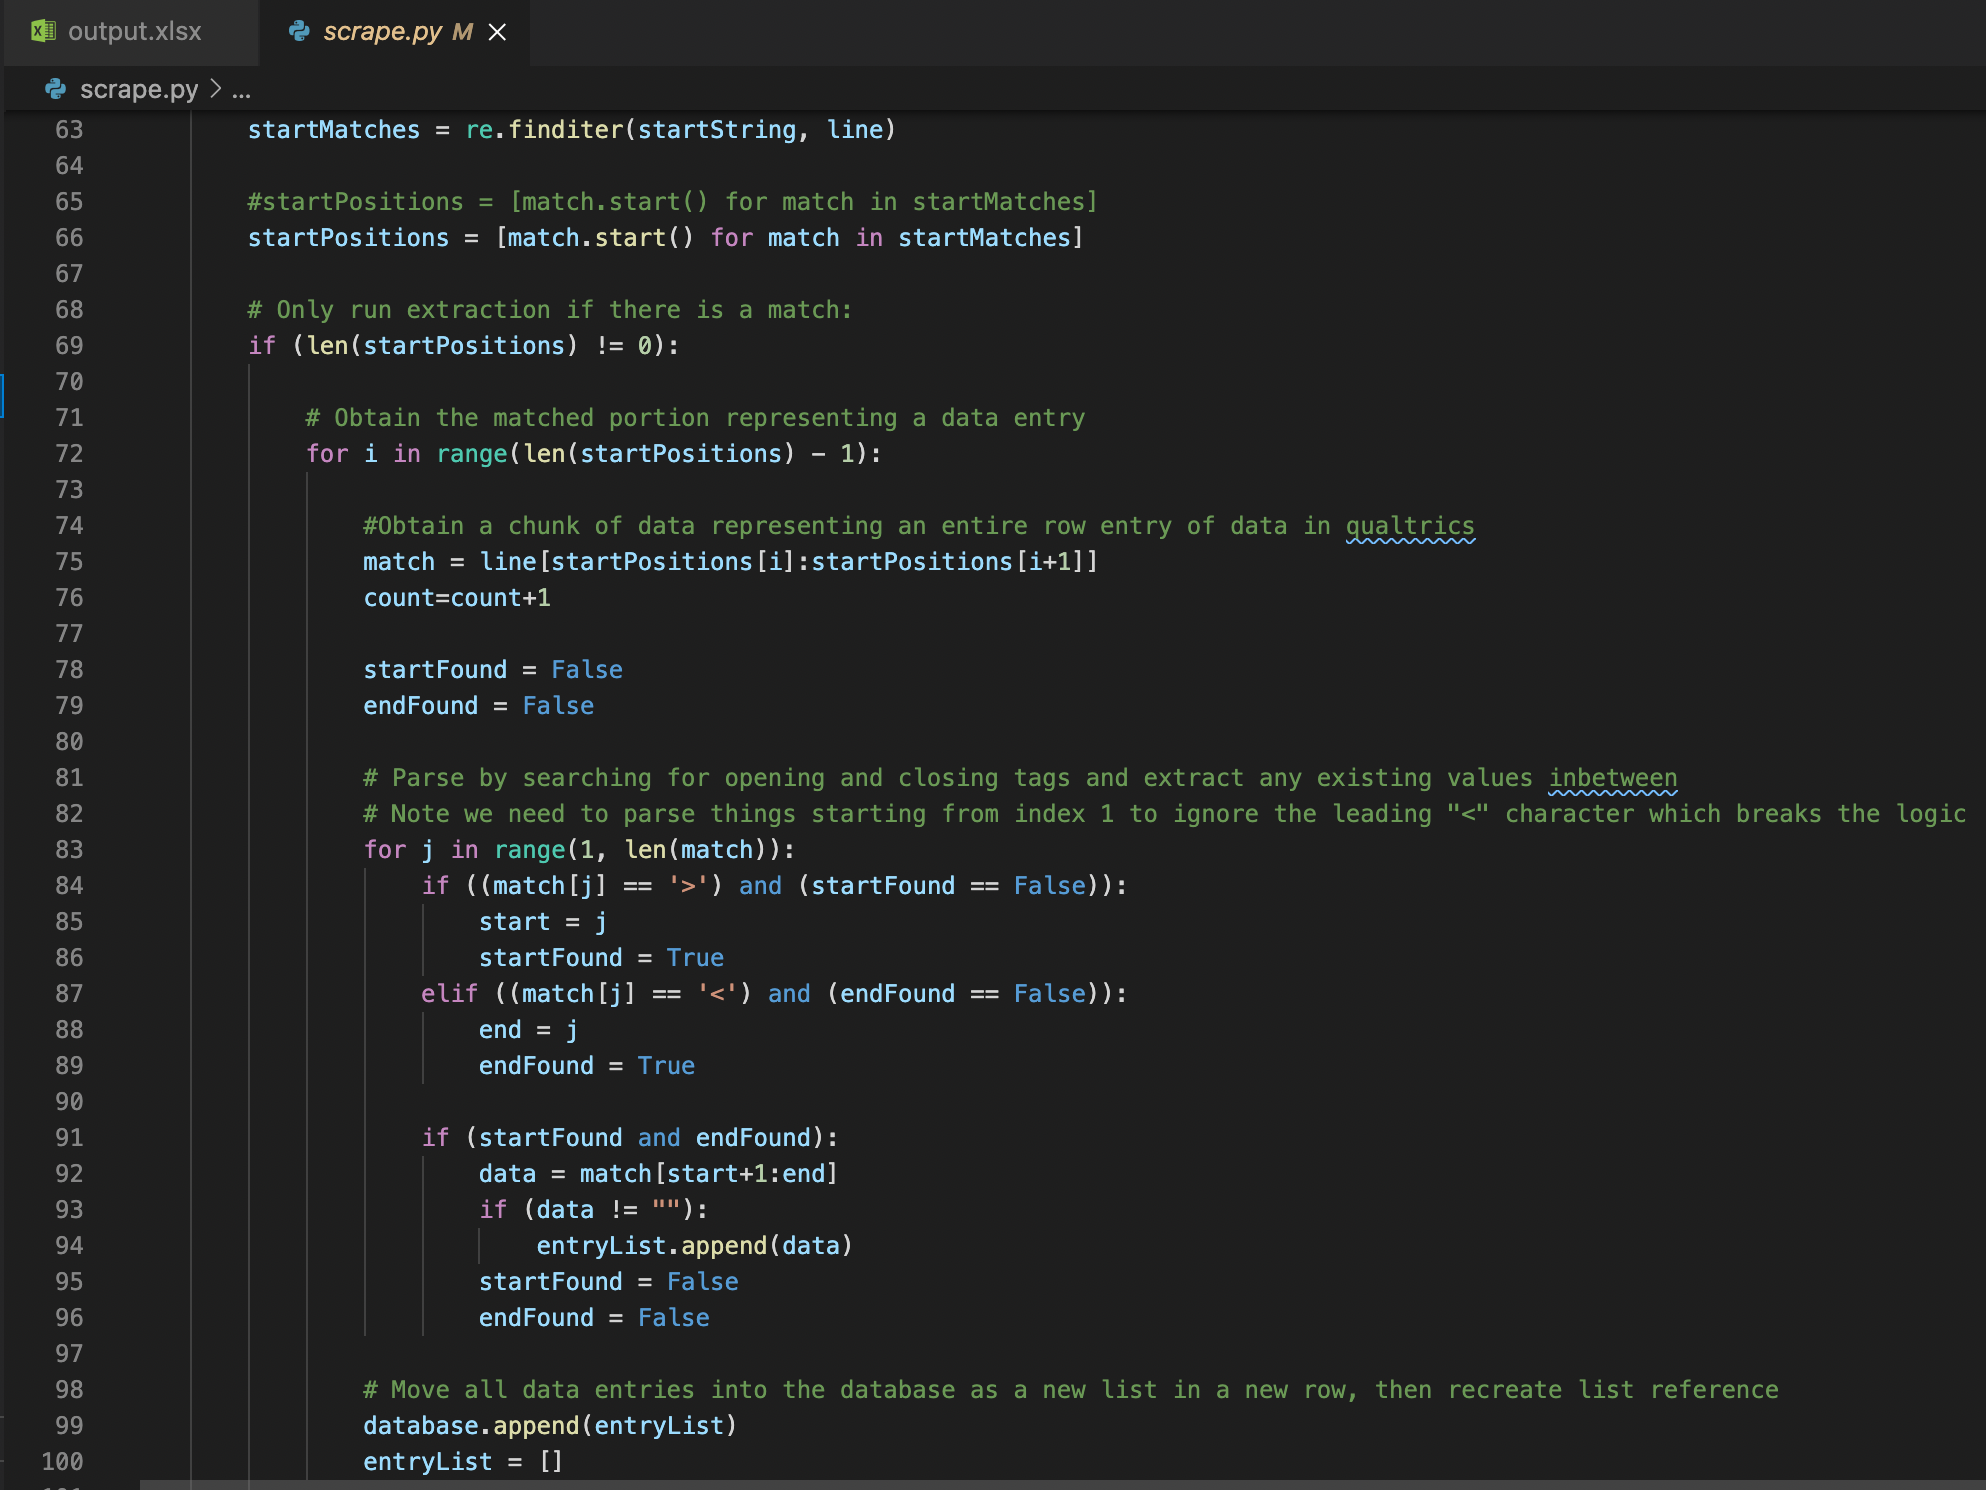 output.xlsx
scrape.py M
scrape.py > ...
63 startMatches = re.finditer(startString, line)
64
65 #startPositions = [match.start() for match in startMatches]
66 startPositions = [match.start() for match in startMatches]
67
68 # Only run extraction if there is a match:
69 if (len(startPositions) != 0):
70
71 # Obtain the matched portion representing a data entry
72 for i in range(len(startPositions) - 1):
73
74 #Obtain a chunk of data representing an entire row entry of data in qualtrics
75 match = line[startPositions[i]:startPositions[i+1]]
76 count=count+1
77
78 startFound = False
79 endFound = False
80
81 # Parse by searching for opening and closing tags and extract any existing values inbetween
82 # Note we need to parse things starting from index 1 to ignore the leading "<" character which breaks the logic
83 for j in range(1, len(match)):
84 if ((match[j] == '>') and (startFound == False)):
85 start = j
86 startFound = True
87 elif ((match[j] == '<') and (endFound == False)):
88 end = j
89 endFound = True
90
91 if (startFound and endFound):
92 data = match[start+1:end]
93 if (data != ""):
94 entryList.append(data)
95 startFound = False
96 endFound = False
97
98 # Move all data entries into the database as a new list in a new row, then recreate list reference
99 database.append(entryList)
100 entryList = []